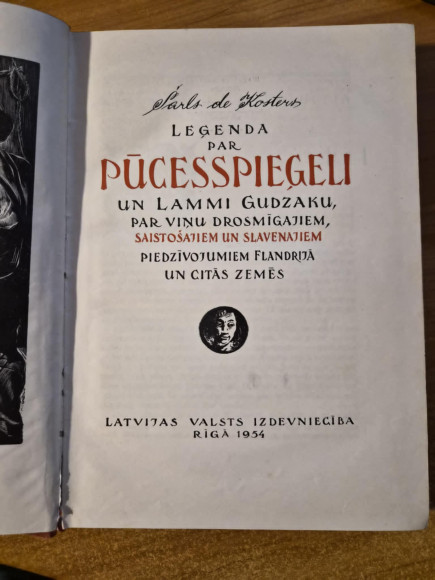 Šarls de Kosters
LEĢENDA
PAR
PŪCESSPIEĢELI
UN LAMMI GUDZAKU,
PAR VIŅU DROSMĪGAJIEM,
SAISTOŠAJIEM UN SLAVENAJIEM
PIEDZĪVOJUMIEM FLANDRIJĀ
UN CITĀS ZEMĒS
LATVIJAS VALSTS IZDEVNIECĪBA
RĪGĀ 1954